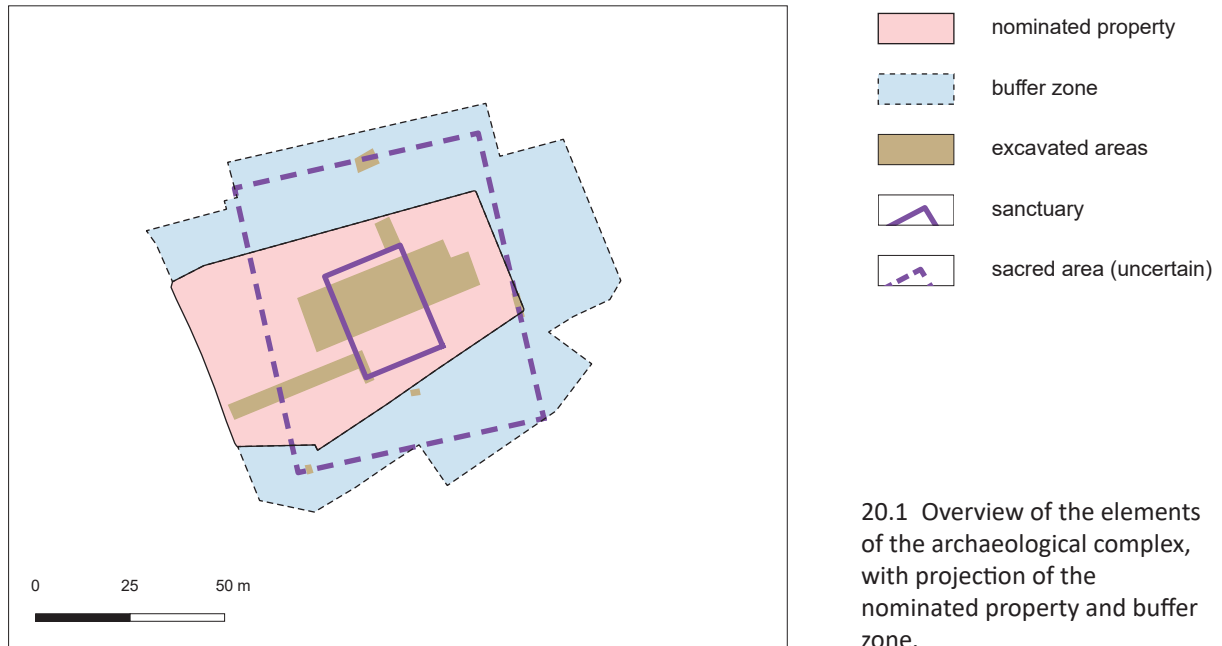 nominated property
buffer zone
excavated areas
sanctuary
sacred area (uncertain)
0 25 50 m
20.1 Overview of the elements
of the archaeological complex,
with projection of the
nominated property and buffer
zone.